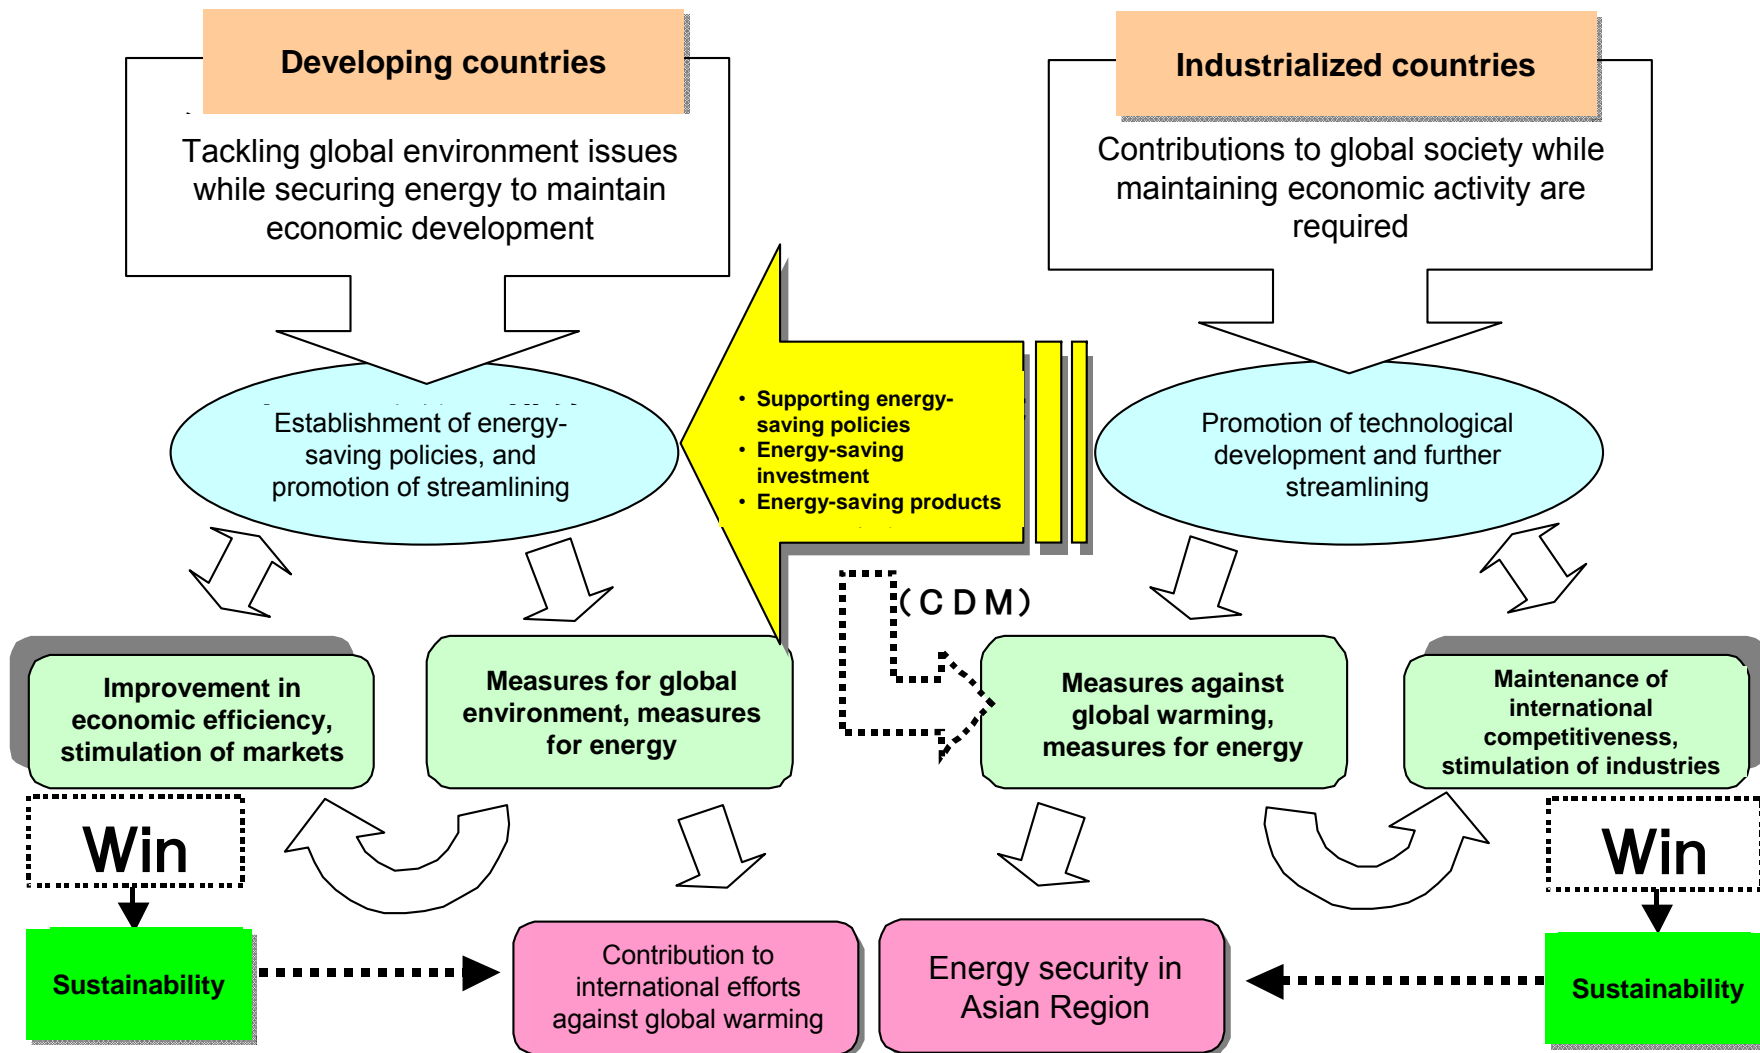 Developing countries
Tackling global environment issues
while securing energy to maintain
economic development
Industrialized countries
Contributions to global society while
maintaining economic activity are
required
Establishment of energy-
saving policies, and
promotion of streamlining
• Supporting energy-
saving policies
• Energy-saving
investment
• Energy-saving products
Promotion of technological
development and further
streamlining
(CDM)
Improvement in
economic efficiency,
stimulation of markets
Measures for global
environment, measures
for energy
Measures against
global warming,
measures for energy
Maintenance of
international
competitiveness,
stimulation of industries
Win
Win
Sustainability
Contribution to
international efforts
against global warming
Energy security in
Asian Region
Sustainability